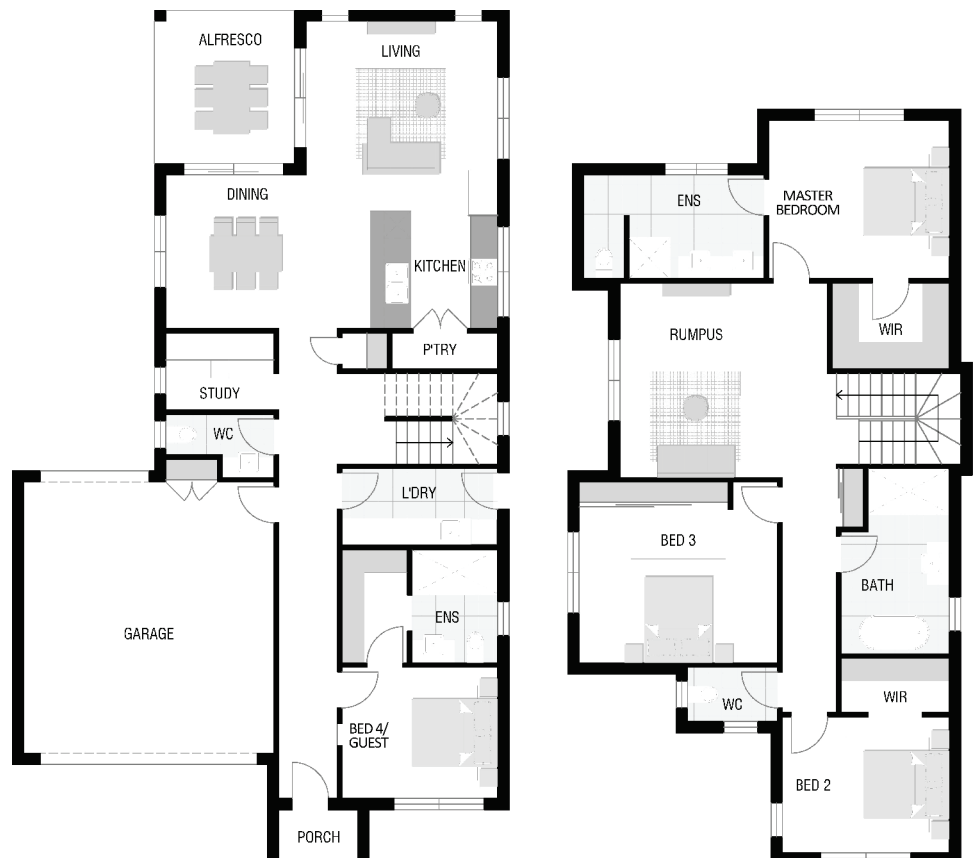 ALFRESCO
LIVING
DINING
KITCHEN
P'TRY
STUDY
WC
L'DRY
GARAGE
ENS
BED 4/
GUEST
PORCH
MASTER
BEDROOM
ENS
WIR
RUMPUS
BED 3
BATH
WC
WIR
BED 2